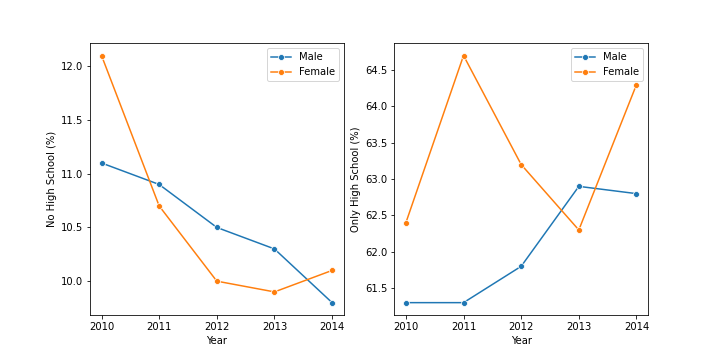 No High School (%)
12.0
11.5
11.0
10.5
10.0
2010 2011 2012 2013 2014
Year
Male
Female
Only High School (%)
64.5
64.0
63.5
63.0
62.5
62.0
61.5
2010 2011 2012 2013 2014
Year
Male
Female